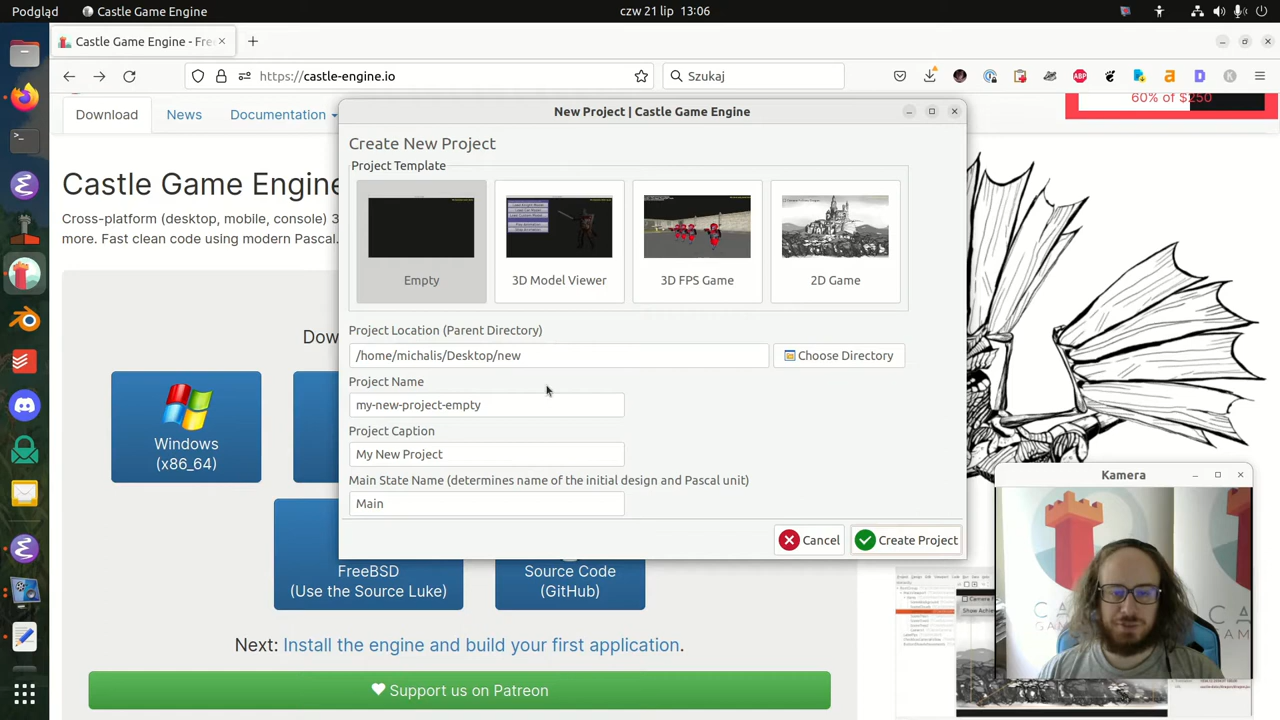 Podgląd
Castle Game Engine
czw 21 lip 13:06
Castle Game Engine - Fre
https://castle-engine.io
Szukaj
60% of $250
Download
News
Documentation
Castle Game Engine
Cross-platform (desktop, mobile, console) 3
more. Fast clean code using modern Pascal.
Dow
Windows
(x86_64)
FreeBSD
(Use the Source Luke)
Source Code
(GitHub)
Next: Install the engine and build your first application.
Support us on Patreon
New Project | Castle Game Engine
Create New Project
Project Template
Empty
3D Model Viewer
3D FPS Game
2D Game
Project Location (Parent Directory)
/home/michalis/Desktop/new
Choose Directory
Project Name
my-new-project-empty
Project Caption
My New Project
Main State Name (determines name of the initial design and Pascal unit)
Main
Cancel
Create Project
Kamera